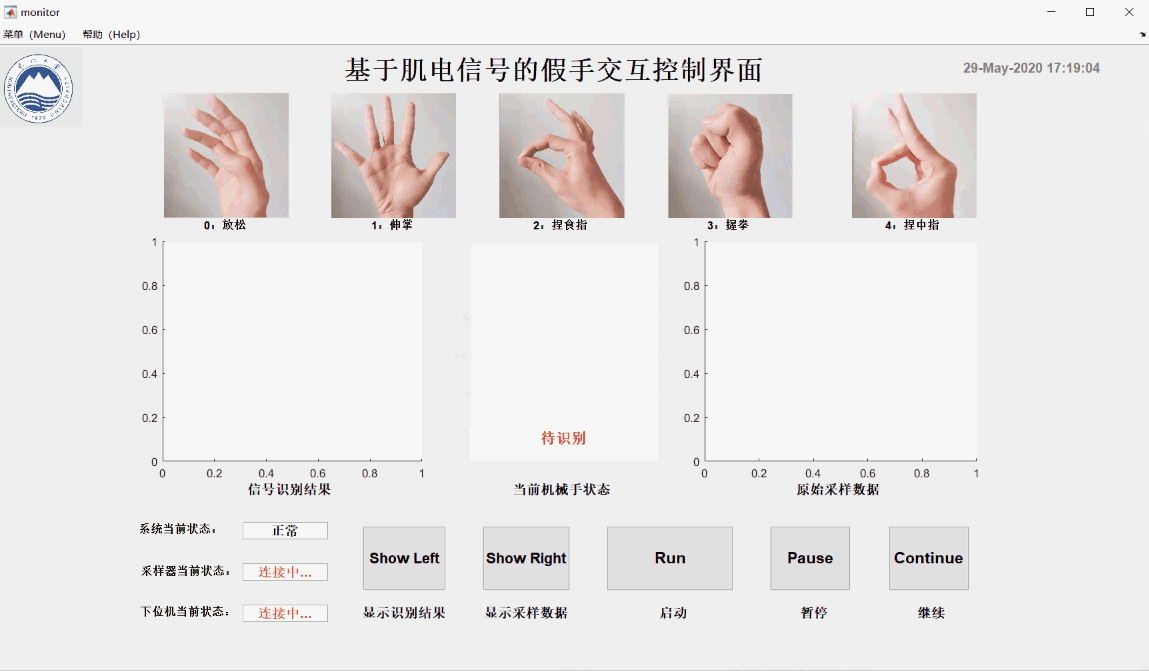 monitor
菜单（Menu） 帮助（Help）
基于肌电信号的假手交互控制界面
29-May-2020 17:19:04
0：放松 1：伸掌 2：捏食指 3：握拳 4：捏中指
1
0.8
0.6
0.4
0.2
0
0 0.2 0.4 0.6 0.8 1
信号识别结果
待识别
当前机械手状态
1
0.8
0.6
0.4
0.2
0
0 0.2 0.4 0.6 0.8 1
原始采样数据
系统当前状态： 正常
采样器当前状态： 连接中...
下位机当前状态： 连接中...
Show Left Show Right Run Pause Continue
显示识别结果 显示采样数据 启动 暂停 继续